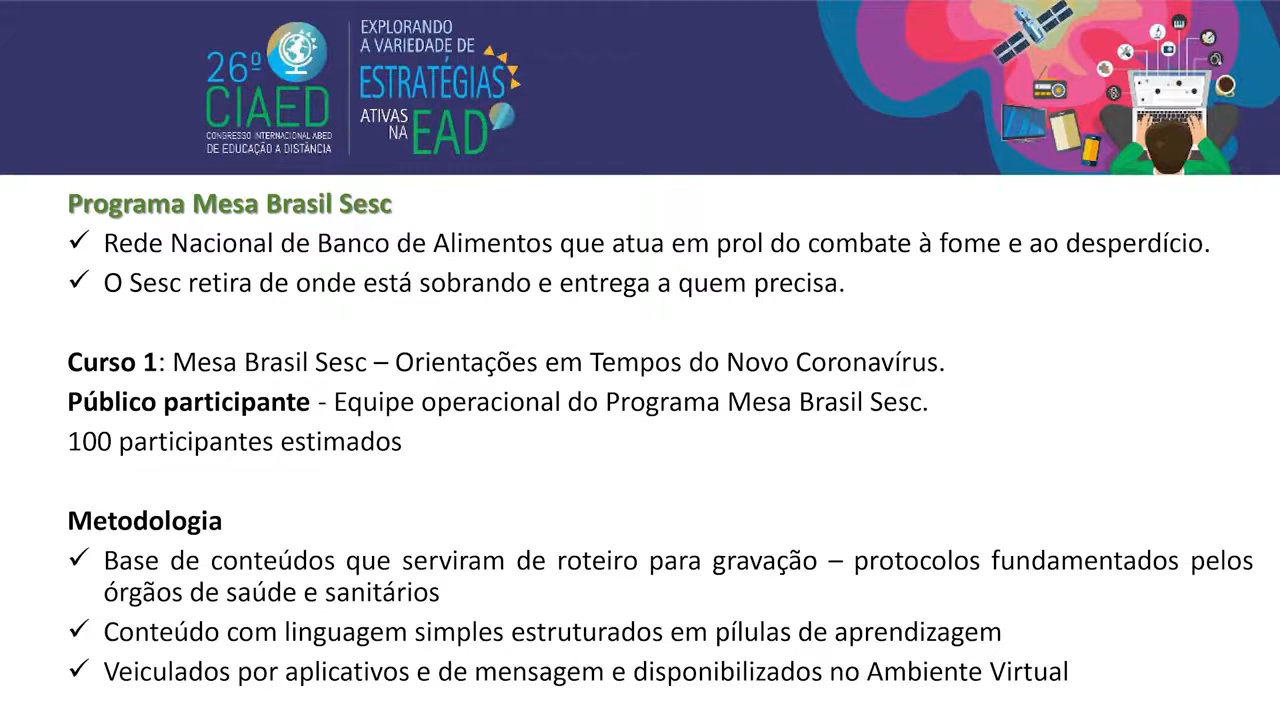 26º
CIAED
CONGRESSO INTERNACIONAL ABED
DE EDUCAÇÃO A DISTÂNCIA
EXPLORANDO
A VARIEDADE DE
ESTRATÉGIAS
ATIVAS
NA EAD
Programa Mesa Brasil Sesc
✓ Rede Nacional de Banco de Alimentos que atua em prol do combate à fome e ao desperdício.
✓ O Sesc retira de onde está sobrando e entrega a quem precisa.
Curso 1: Mesa Brasil Sesc – Orientações em Tempos do Novo Coronavírus.
Público participante - Equipe operacional do Programa Mesa Brasil Sesc.
100 participantes estimados
Metodologia
✓ Base de conteúdos que serviram de roteiro para gravação – protocolos fundamentados pelos
órgãos de saúde e sanitários
✓ Conteúdo com linguagem simples estruturados em pílulas de aprendizagem
✓ Veiculados por aplicativos e de mensagem e disponibilizados no Ambiente Virtual